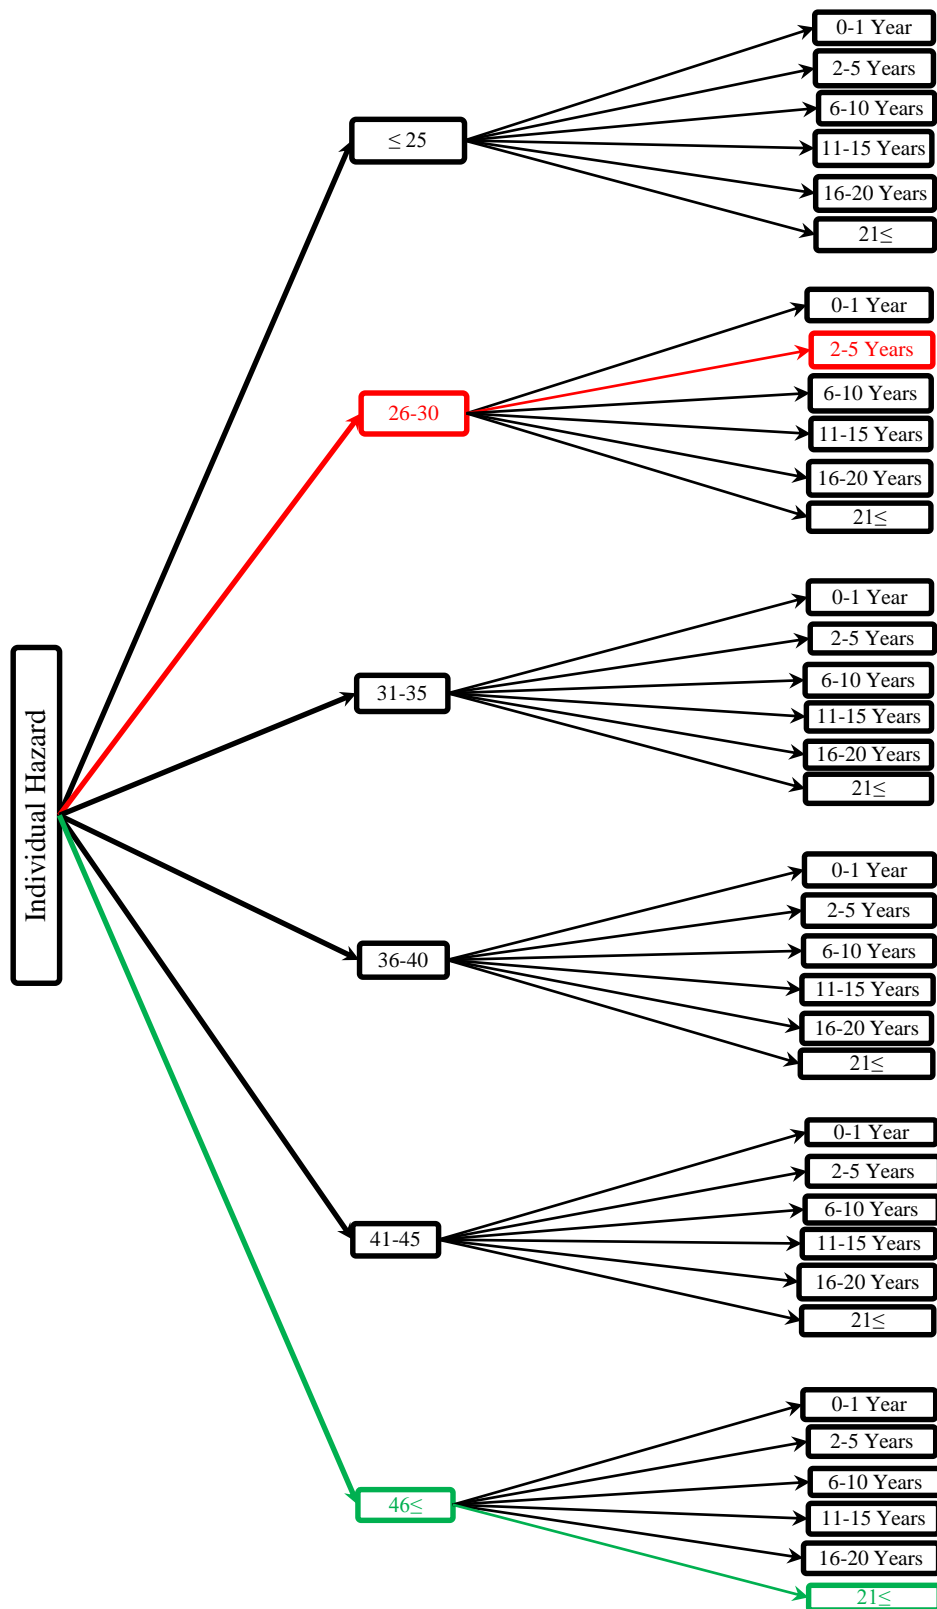 Individual Hazard
≤ 25
0-1 Year
2-5 Years
6-10 Years
11-15 Years
16-20 Years
21≤
26-30
0-1 Year
2-5 Years
6-10 Years
11-15 Years
16-20 Years
21≤
31-35
0-1 Year
2-5 Years
6-10 Years
11-15 Years
16-20 Years
21≤
36-40
0-1 Year
2-5 Years
6-10 Years
11-15 Years
16-20 Years
21≤
41-45
0-1 Year
2-5 Years
6-10 Years
11-15 Years
16-20 Years
21≤
46≤
0-1 Year
2-5 Years
6-10 Years
11-15 Years
16-20 Years
21≤